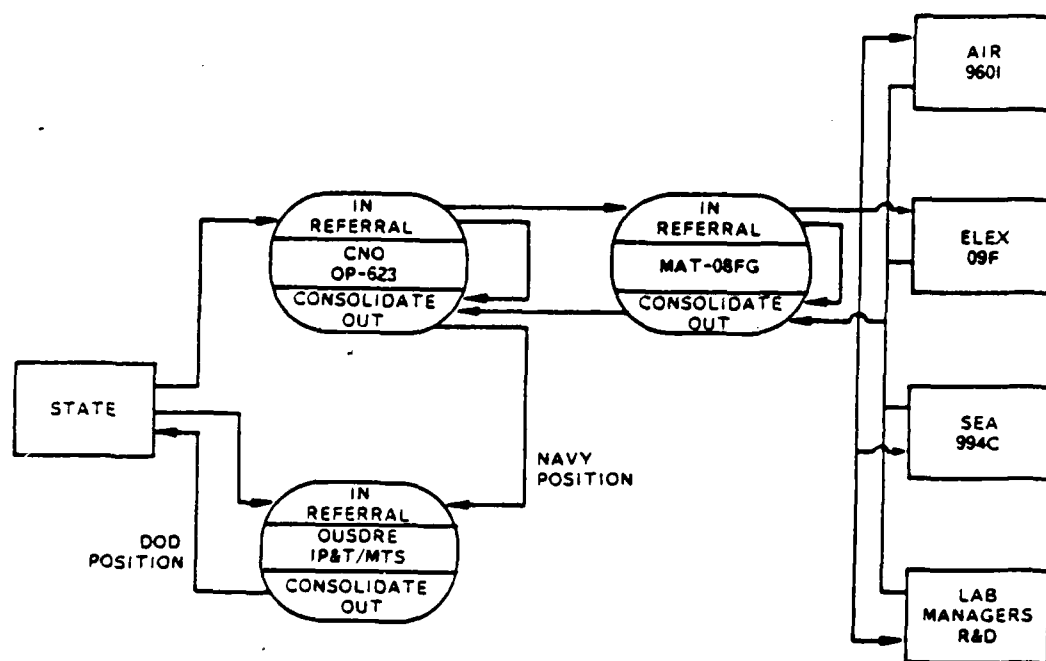 AIR
9601
IN
REFERRAL
CNO
OP-623
CONSOLIDATE
OUT
IN
REFERRAL
MAT-08FG
CONSOLIDATE
OUT
ELEX
09F
STATE
SEA
994C
NAVY
POSITION
DOD
POSITION
IN
REFERRAL
OUSDRE
IP&T/MTS
CONSOLIDATE
OUT
LAB
MANAGERS
R&D